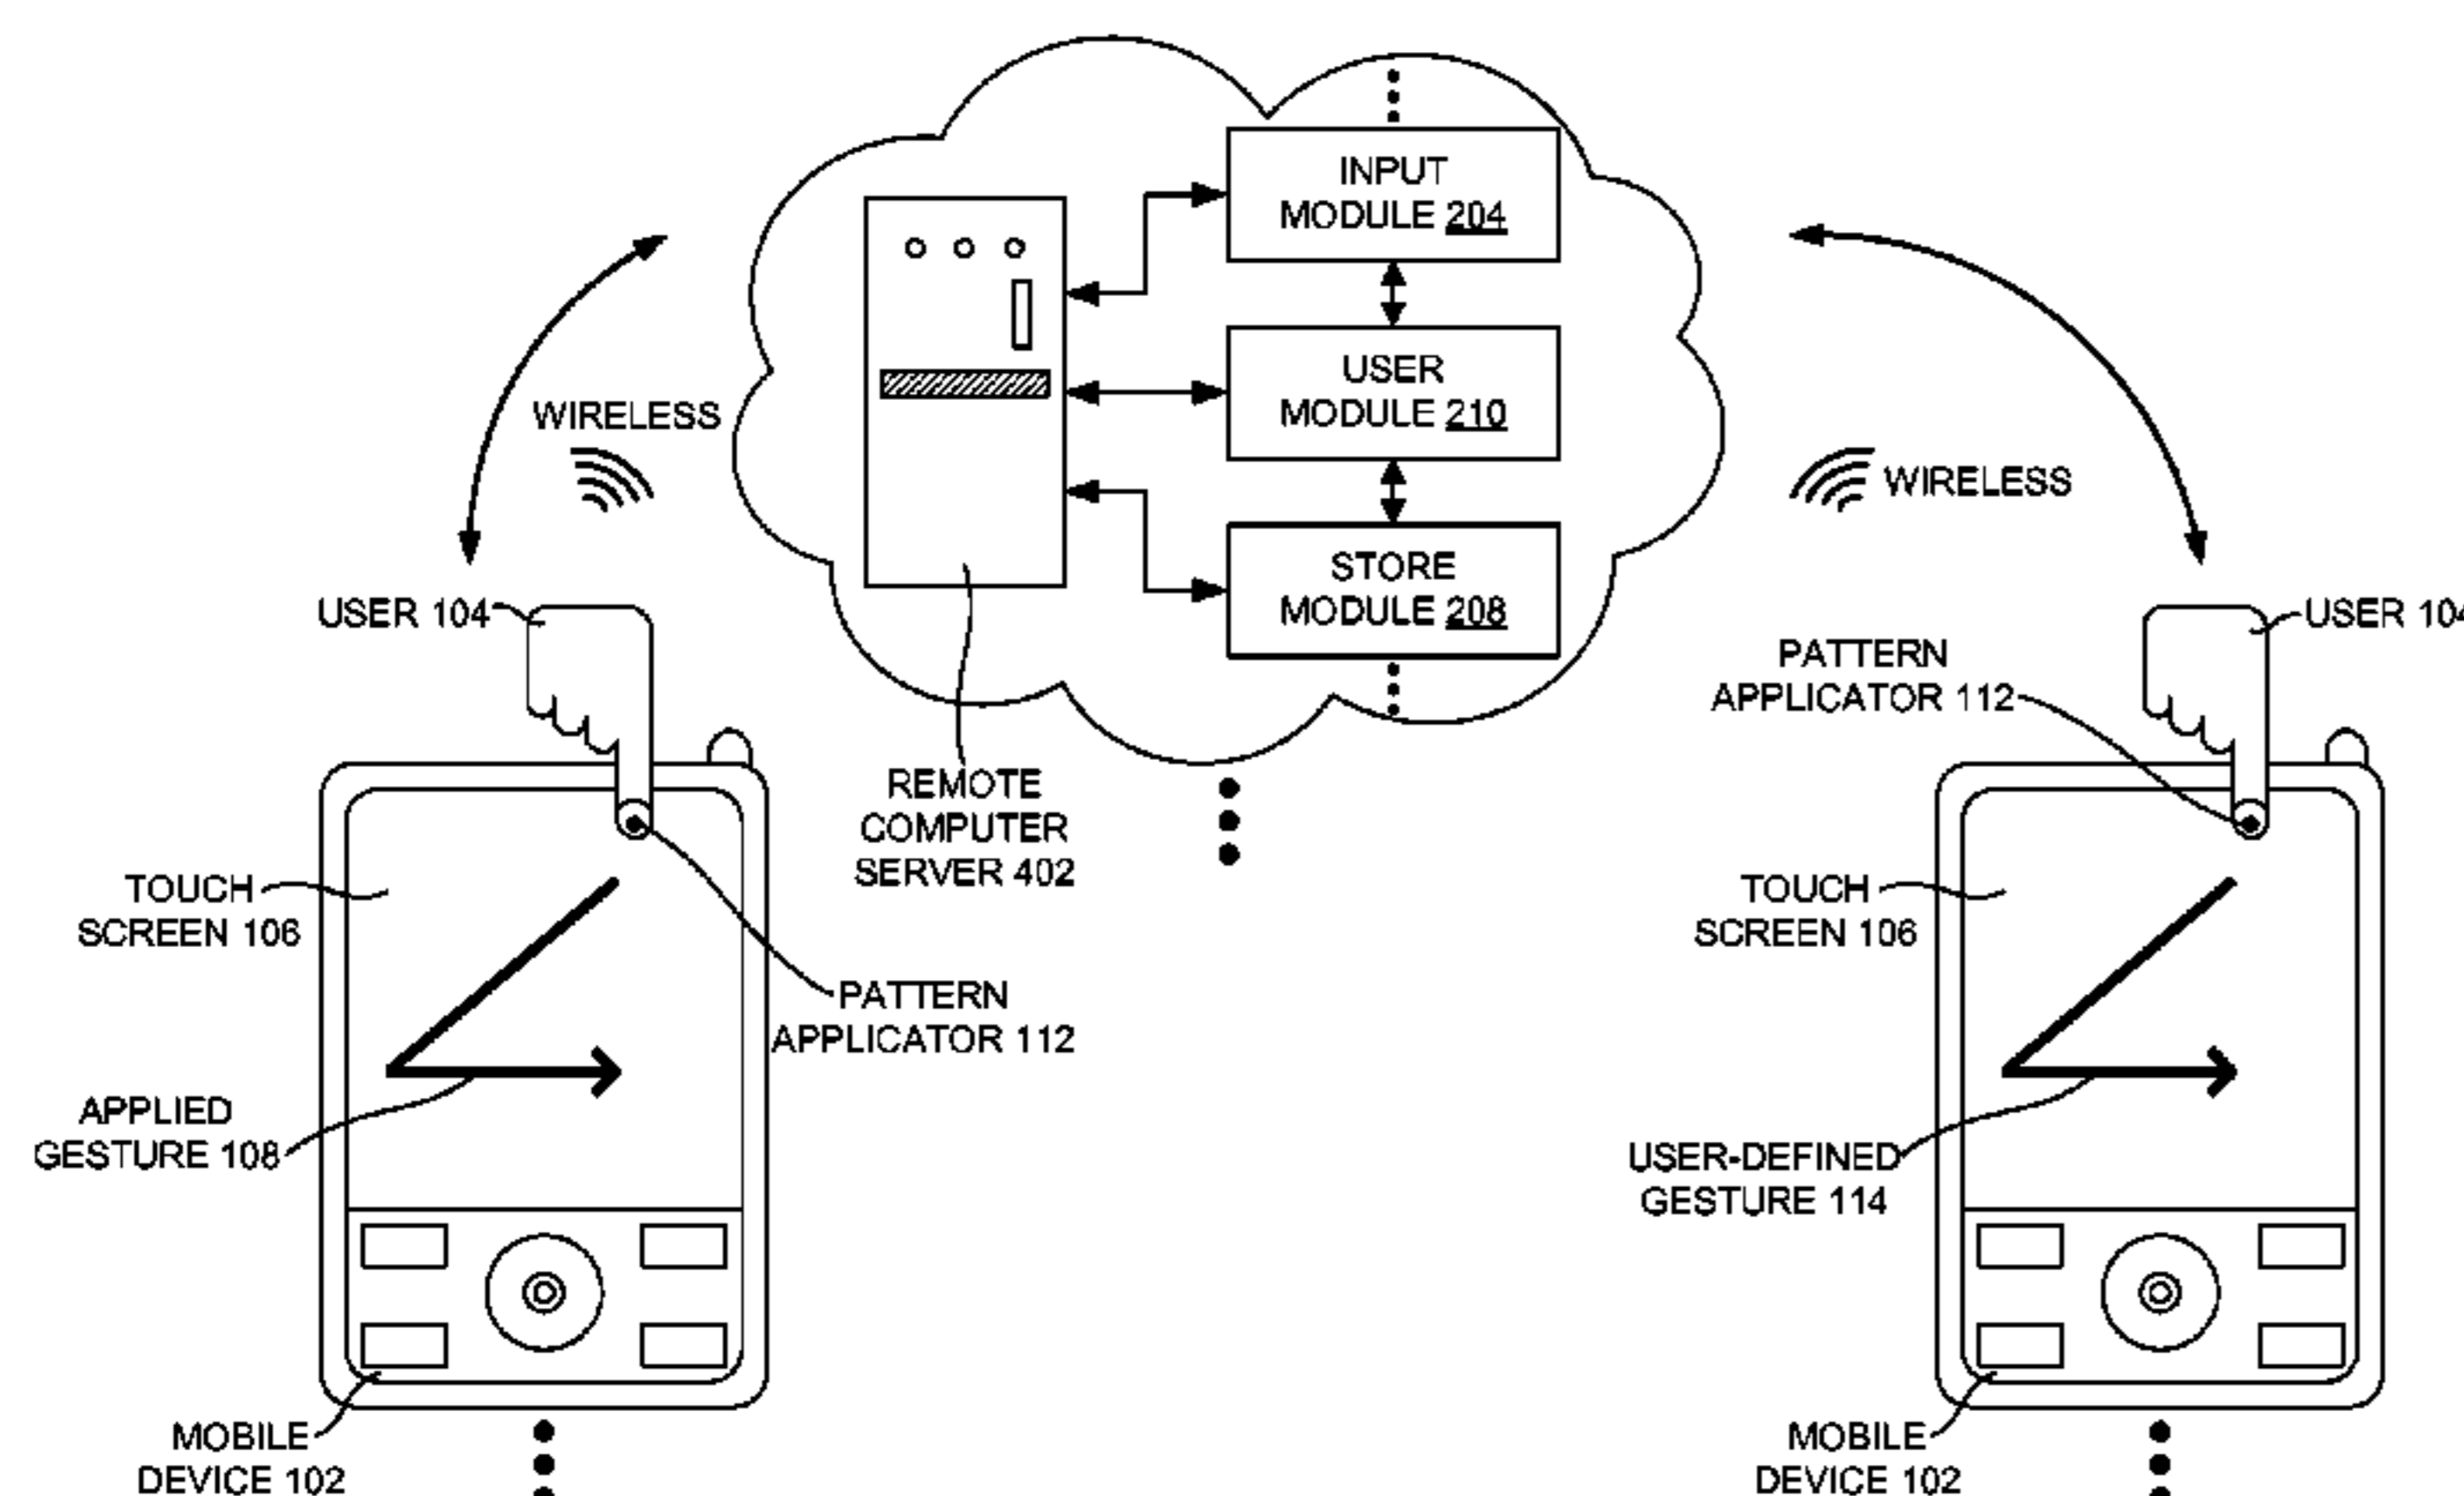 INPUT
MODULE 204
USER
MODULE 210
STORE
MODULE 208
WIRELESS
WIRELESS
USER 104
USER 104
PATTERN
APPLICATOR 112
REMOTE
COMPUTER
SERVER 402
TOUCH
SCREEN 106
PATTERN
APPLICATOR 112
APPLIED
GESTURE 108
MOBILE
DEVICE 102
TOUCH
SCREEN 106
USER-DEFINED
GESTURE 114
MOBILE
DEVICE 102